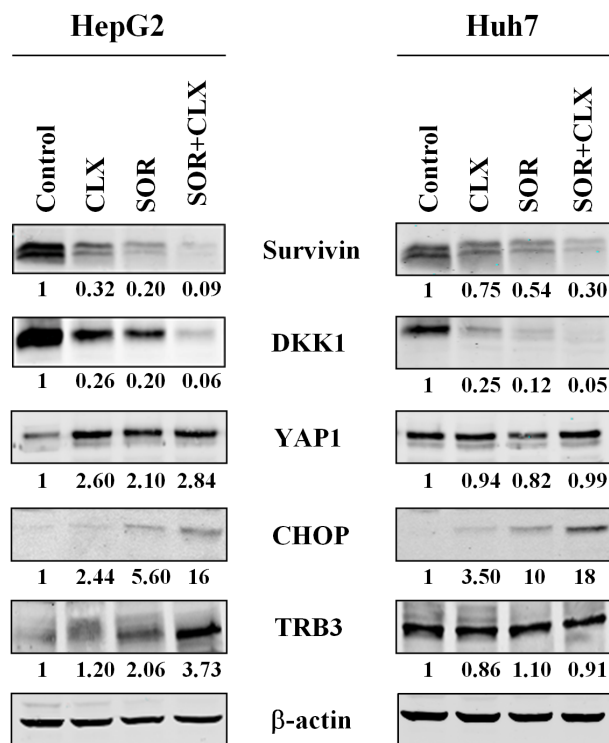 HepG2 Huh7
Control CLX SOR SOR+CLX Control CLX SOR SOR+CLX
Survivin
1 0.32 0.20 0.09 1 0.75 0.54 0.30
DKK1
1 0.26 0.20 0.06 1 0.25 0.12 0.05
YAP1
1 2.60 2.10 2.84 1 0.94 0.82 0.99
CHOP
1 2.44 5.60 16 1 3.50 10 18
TRB3
1 1.20 2.06 3.73 1 0.86 1.10 0.91
β-actin